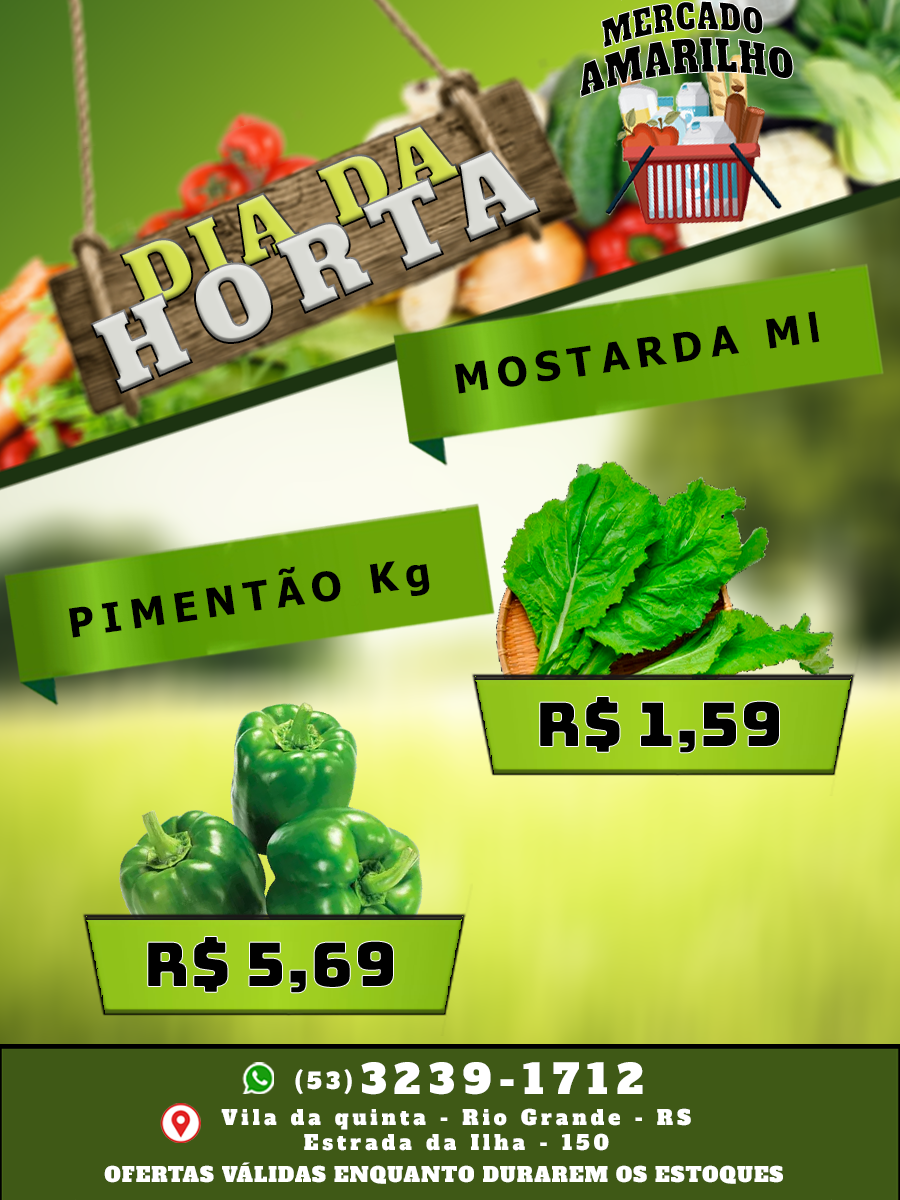 MERCADO
AMARILHO
DIA DA
HORTA
MOSTARDA Ml
PIMENTÃO Kg
R$ 1,59
R$ 5,69
(53) 3239-1712
Vila da quinta - Rio Grande - RS
Estrada da Ilha - 150
OFERTAS VÁLIDAS ENQUANTO DURAREM OS ESTOQUES